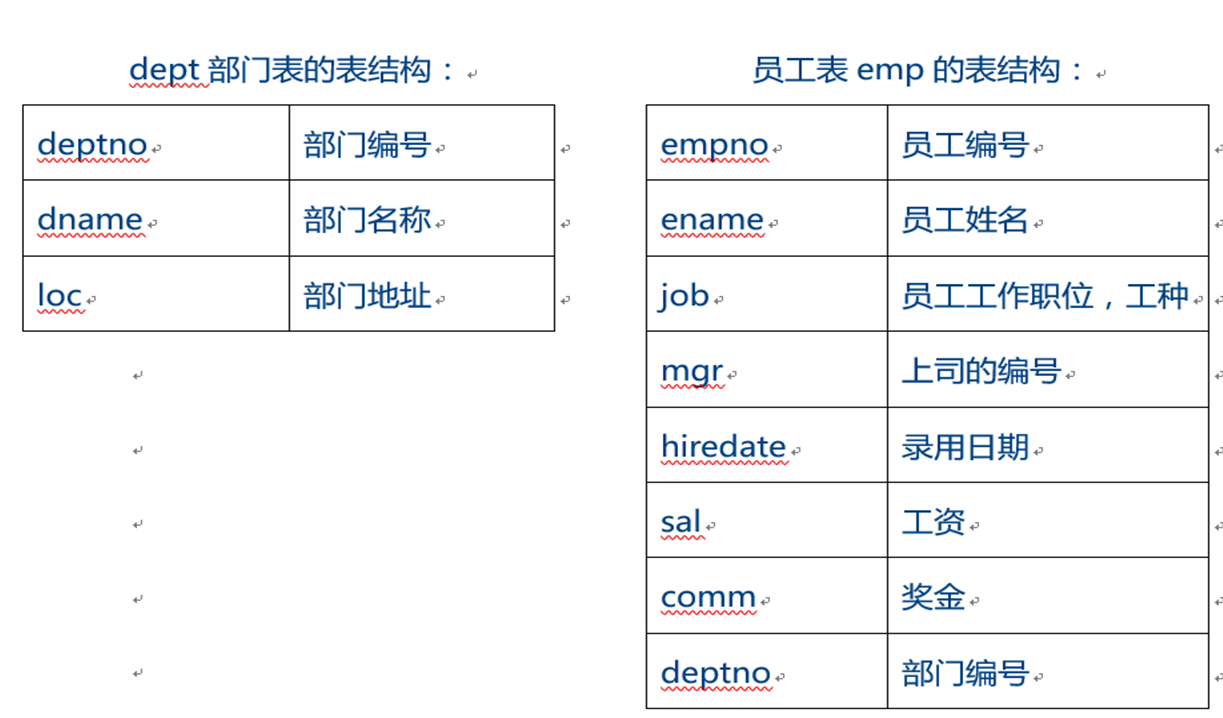 dept 部门表的表结构：
deptno 部门编号
dname 部门名称
loc 部门地址
员工表 emp 的表结构：
empno 员工编号
ename 员工姓名
job 员工工作职位，工种
mgr 上司的编号
hiredate 录用日期
sal 工资
comm 奖金
deptno 部门编号